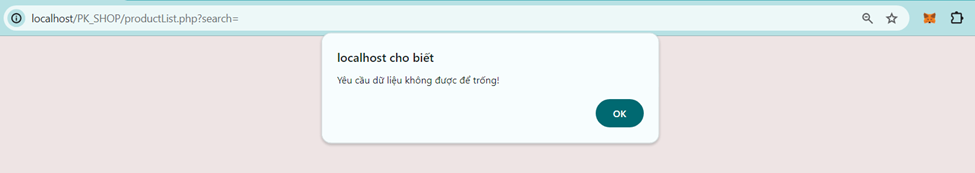 localhost/PK_SHOP/productList.php?search=
localhost cho biết
Yêu cầu dữ liệu không được để trống!
OK